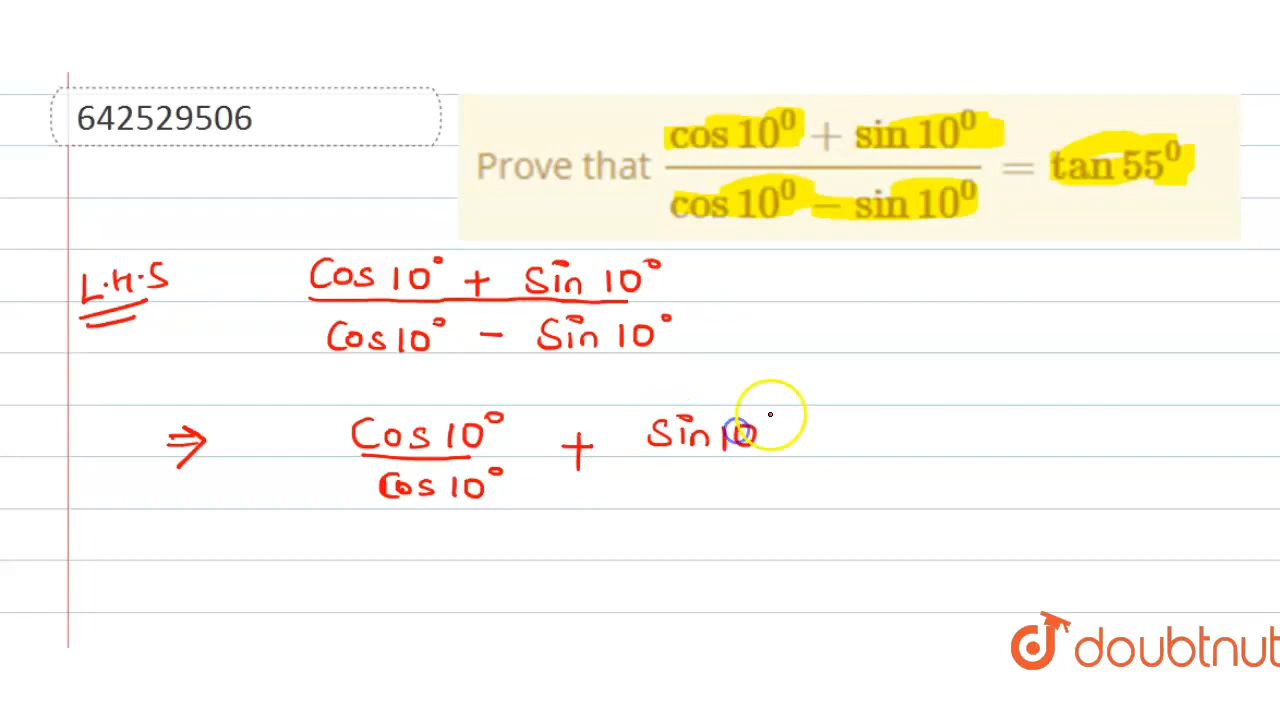 642529506
Prove that (cos 10⁰ + sin 10⁰)/(cos 10⁰ − sin 10⁰) = tan 55⁰
L.H.S (Cos 10° + Sin 10°)/(Cos 10° − Sin 10°)
⇒ Cos 10°/Cos 10° + Sin 10
doubtnut